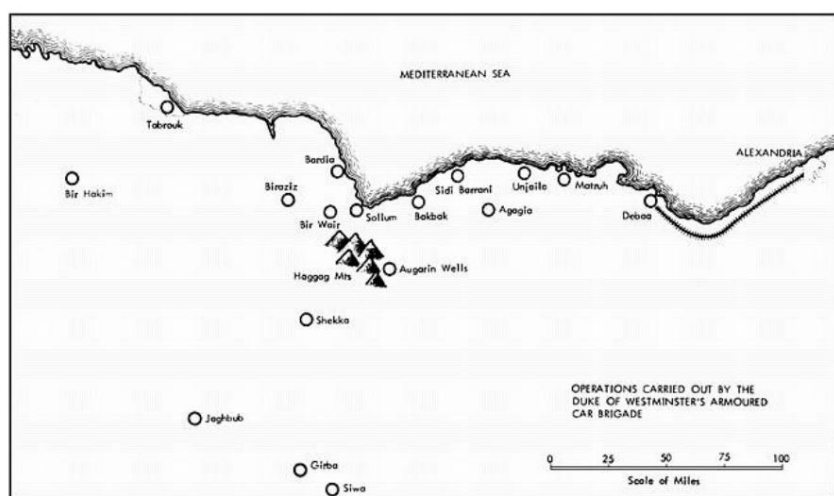 MEDITERRANEAN SEA
Tobrouk
ALEXANDRIA
Bardia
Bir Hakim
Biraziz
Sidi Barrani
Unjeila
Matruh
Bir Wair
Sollum
Bakbak
Agagia
Debaa
Haggag Mts
Augarin Wells
Shekka
OPERATIONS CARRIED OUT BY THE
DUKE OF WESTMINSTER'S ARMOURED
CAR BRIGADE
Jaghbub
Girba
Siwa
0 25 50 75 100
Scale of Miles